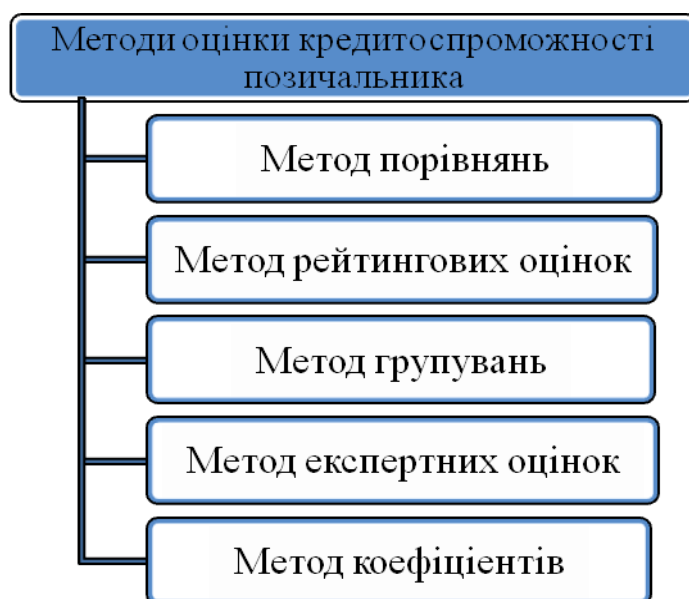 Методи оцінки кредитоспроможності
позичальника
Метод порівнянь
Метод рейтингових оцінок
Метод групувань
Метод експертних оцінок
Метод коефіцієнтів